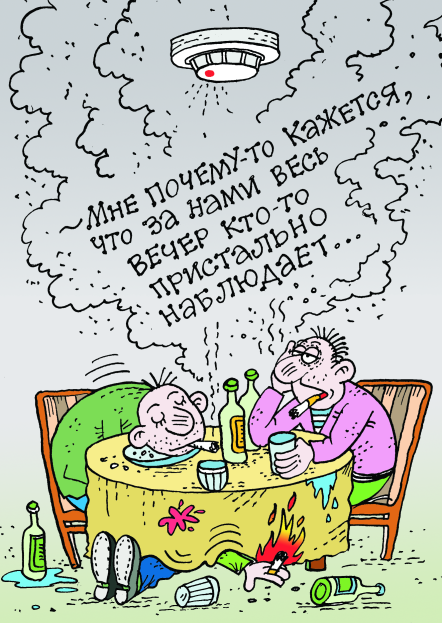 –Мне почему-то кажется,
что за нами весь
вечер кто-то
пристально
наблюдает...